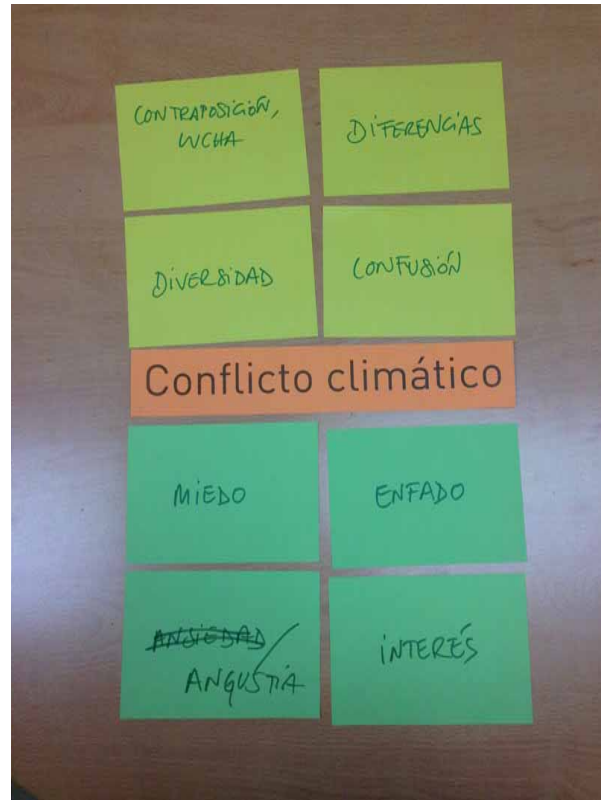 CONTRAPOSICIÓN,
LUCHA
DIFERENCIAS
DIVERSIDAD
CONFUSIÓN
Conflicto climático
MIEDO
ENFADO
ANSIEDAD
ANGUSTIA
INTERÉS